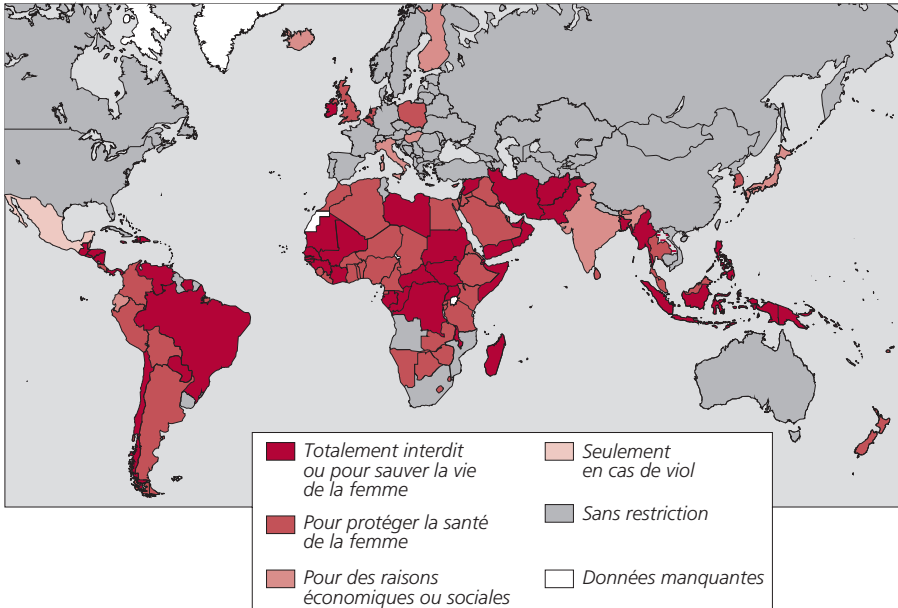 Totalement interdit
ou pour sauver la vie
de la femme
Pour protéger la santé
de la femme
Pour des raisons
économiques ou sociales
Seulement
en cas de viol
Sans restriction
Données manquantes